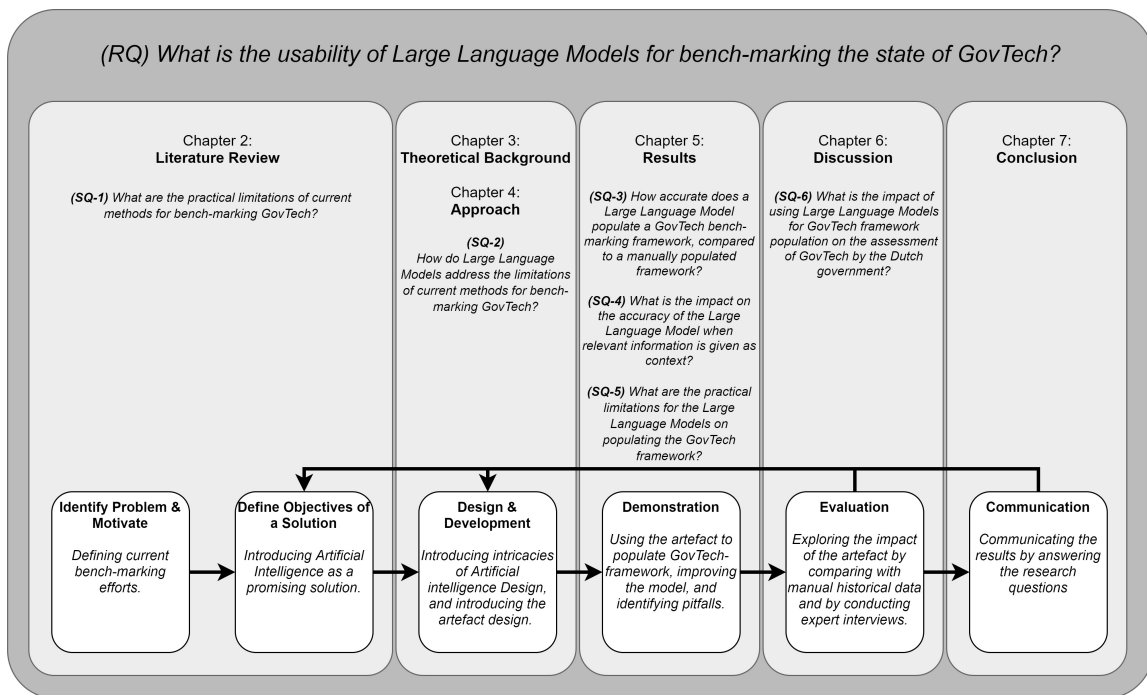 (RQ) What is the usability of Large Language Models for bench-marking the state of GovTech?
Chapter 2:
Literature Review
(SQ-1) What are the practical limitations of current
methods for bench-marking GovTech?
Chapter 3:
Theoretical Background
Chapter 4:
Approach
(SQ-2)
How do Large Language
Models address the limitations
of current methods for bench-
marking GovTech?
Chapter 5:
Results
(SQ-3) How accurate does a
Large Language Model
populate a GovTech bench-
marking framework, compared
to a manually populated
framework?
(SQ-4) What is the impact on
the accuracy of the Large
Language Model when
relevant information is given as
context?
(SQ-5) What are the practical
limitations for the Large
Language Models on
populating the GovTech
framework?
Chapter 6:
Discussion
(SQ-6) What is the impact of
using Large Language Models
for GovTech framework
population on the assessment
of GovTech by the Dutch
government?
Chapter 7:
Conclusion
Identify Problem &
Motivate
Defining current
bench-marking
efforts.
Define Objectives of
a Solution
Introducing Artificial
Intelligence as a
promising solution.
Design &
Development
Introducing intricacies
of Artificial
intelligence Design,
and introducing the
artefact design.
Demonstration
Using the artefact to
populate GovTech-
framework, improving
the model, and
identifying pitfalls.
Evaluation
Exploring the impact
of the artefact by
comparing with
manual historical data
and by conducting
expert interviews.
Communication
Communicating the
results by answering
the research
questions